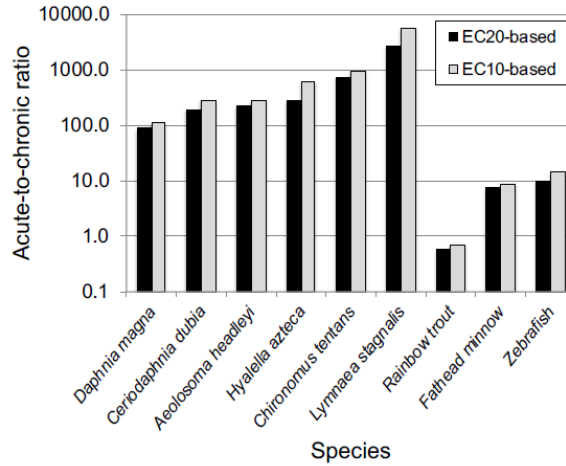 Acute-to-chronic ratio
10000.0
1000.0
100.0
10.0
1.0
0.1
EC20-based
EC10-based
Daphnia magna
Ceriodaphnia dubia
Aeolosoma headleyi
Hyalella azteca
Chironomus tentans
Lymnaea stagnalis
Rainbow trout
Fathead minnow
Zebrafish
Species